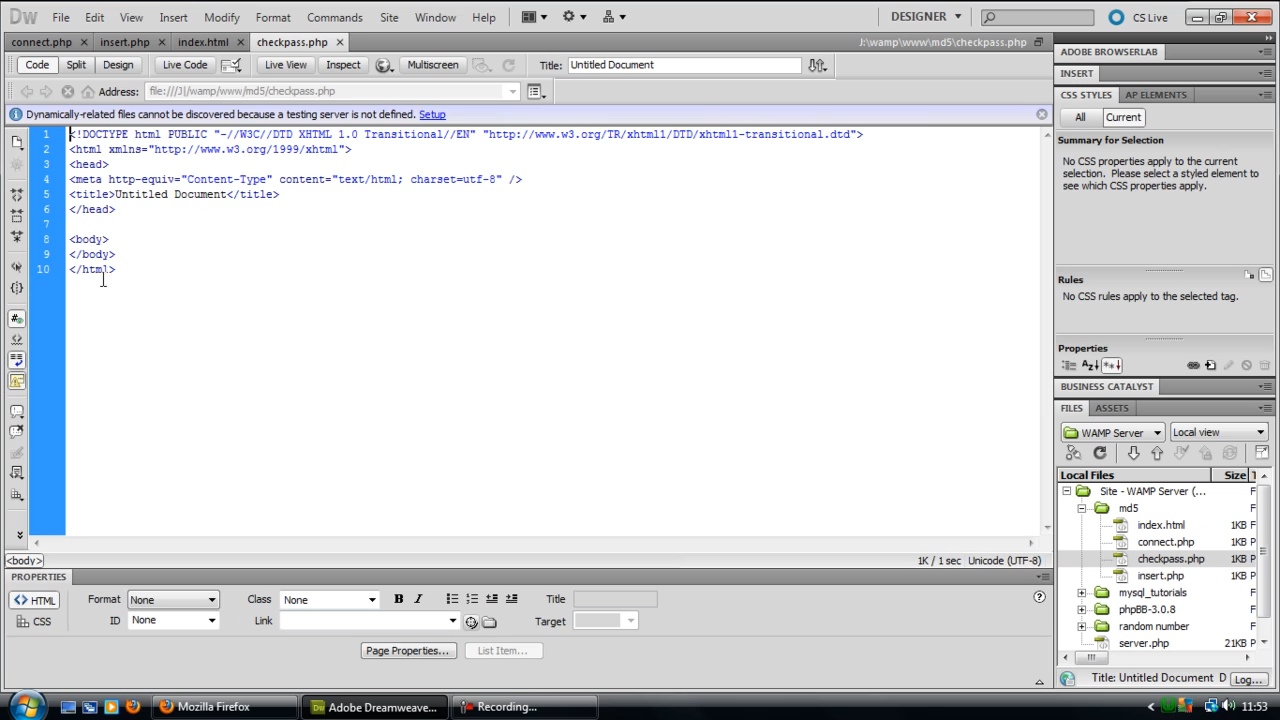 Dw File Edit View Insert Modify Format Commands Site Window Help DESIGNER CS Live
connect.php insert.php index.html checkpass.php J:\wamp\www\md5\checkpass.php
Code Split Design Live Code Live View Inspect Multiscreen Title: Untitled Document
Address: file:///J|/wamp/www/md5/checkpass.php
Dynamically-related files cannot be discovered because a testing server is not defined. Setup
1 <!DOCTYPE html PUBLIC "-//W3C//DTD XHTML 1.0 Transitional//EN" "http://www.w3.org/TR/xhtml1/DTD/xhtml1-transitional.dtd">
2 <html xmlns="http://www.w3.org/1999/xhtml">
3 <head>
4 <meta http-equiv="Content-Type" content="text/html; charset=utf-8" />
5 <title>Untitled Document</title>
6 </head>
7
8 <body>
9 </body>
10 </html>
<body> 1K / 1 sec Unicode (UTF-8)
PROPERTIES
HTML Format None Class None B I Title
CSS ID None Link Target
Page Properties... List Item...
ADOBE BROWSERLAB
INSERT
CSS STYLES AP ELEMENTS
All Current
Summary for Selection
No CSS properties apply to the current
selection. Please select a styled element to
see which CSS properties apply.
Rules
No CSS rules apply to the selected tag.
Properties
BUSINESS CATALYST
FILES ASSETS
WAMP Server Local view
Local Files Size T
Site - WAMP Server (... F
md5 F
index.html 1KB F
connect.php 1KB P
checkpass.php 1KB P
insert.php 1KB P
mysql_tutorials F
phpBB-3.0.8 F
random number F
server.php 21KB P
Title: Untitled Document D Log...
Mozilla Firefox Adobe Dreamweave... Recording... 11:53